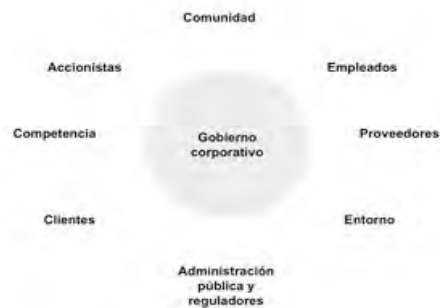 Comunidad
Accionistas
Empleados
Competencia
Gobierno
corporativo
Proveedores
Clientes
Entorno
Administración
pública y
reguladores